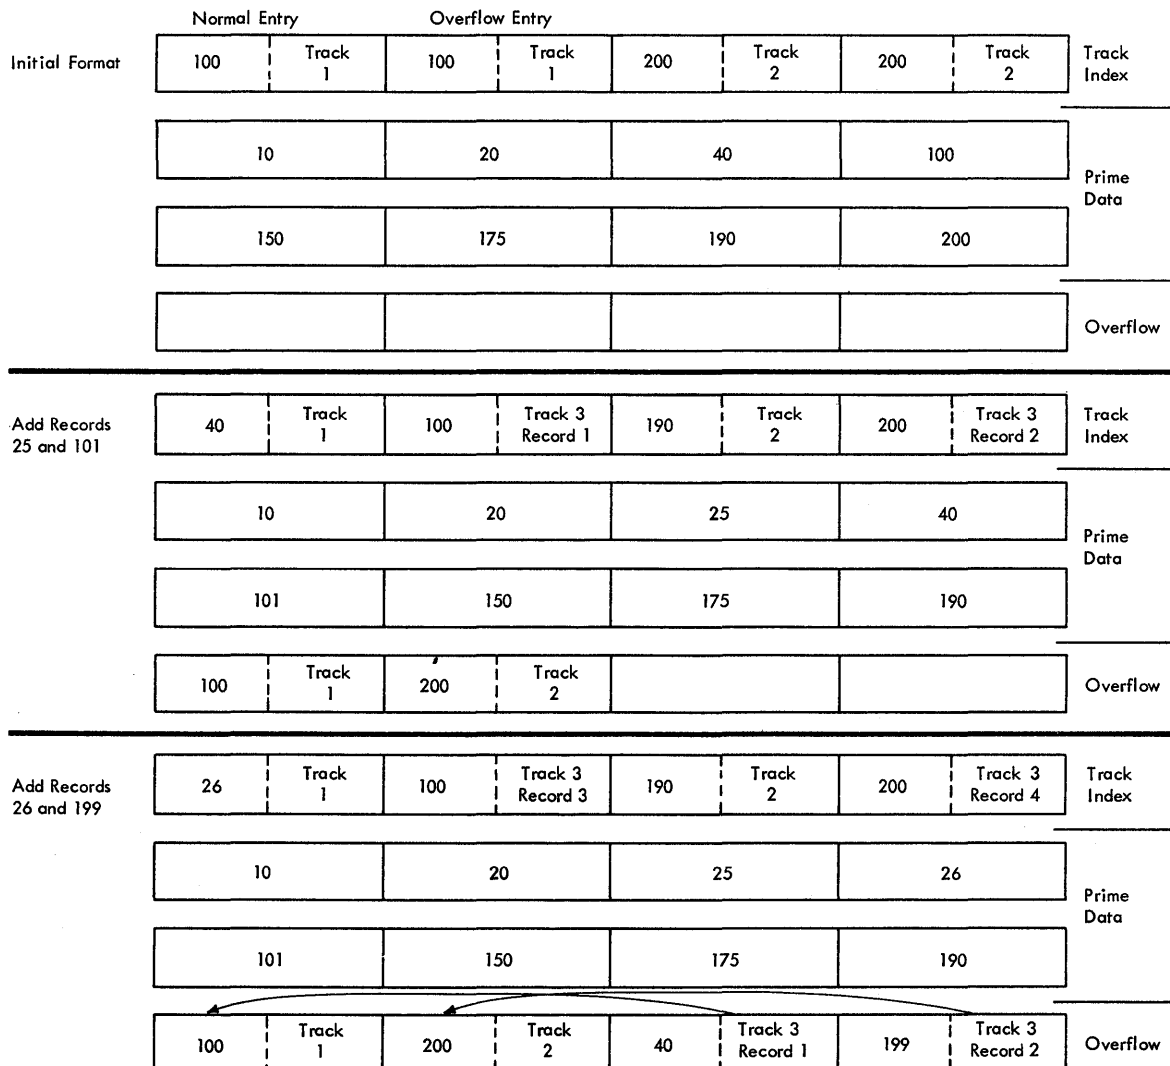 Normal Entry Overflow Entry
Initial Format 100 Track 1 100 Track 1 200 Track 2 200 Track 2 Track Index
10 20 40 100
Prime Data
150 175 190 200
Overflow
Add Records 25 and 101 40 Track 1 100 Track 3 Record 1 190 Track 2 200 Track 3 Record 2 Track Index
10 20 25 40
Prime Data
101 150 175 190
100 Track 1 200 Track 2 Overflow
Add Records 26 and 199 26 Track 1 100 Track 3 Record 3 190 Track 2 200 Track 3 Record 4 Track Index
10 20 25 26
Prime Data
101 150 175 190
100 Track 1 200 Track 2 40 Track 3 Record 1 199 Track 3 Record 2 Overflow